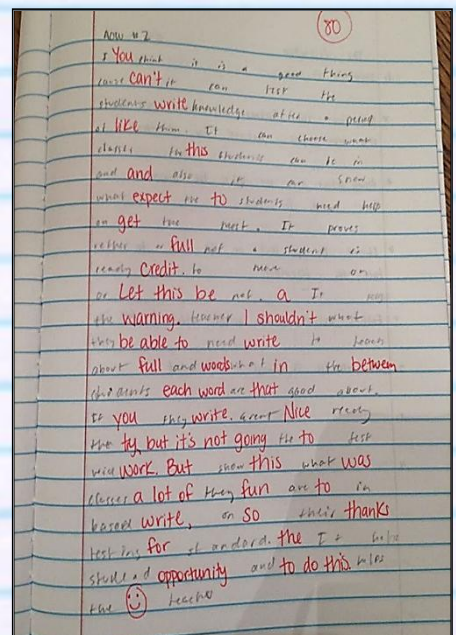 80
AOW #2
I You think it is a good thing
cause can't it can test the
students write knowledge after a period
of like time. It can choose what
classes the this students can be in
and and also it can show
what expect the to students need help
on get the most. It proves
rather or full not a student is
ready credit. to move on
or Let this be not. a It
the warning. teacher I shouldn't what
they be able to need write to teach
about full and words what in the between
students each word are that good about.
If you they write. Great Nice
the try, but it's not going the to test
will work. But show this what was
classes a lot of they fun are to in
based write, on so their thanks
testing for standard. the It helps
student opportunity and to do this. helps
the teacher